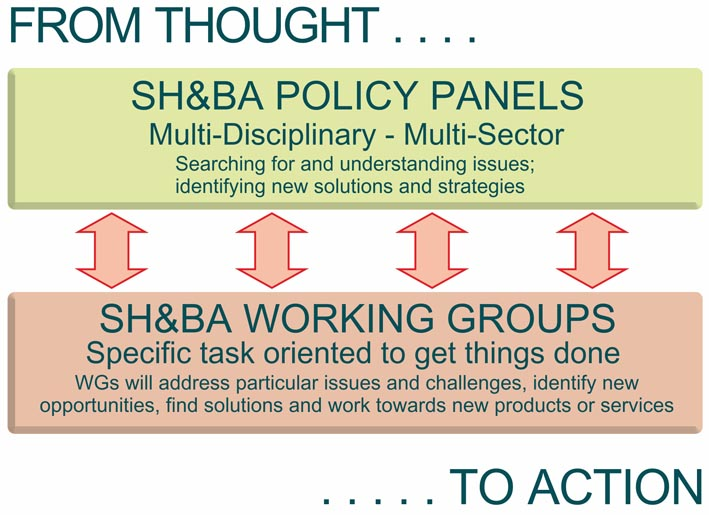 FROM THOUGHT . . . .
SH&BA POLICY PANELS
Multi-Disciplinary - Multi-Sector
Searching for and understanding issues;
identifying new solutions and strategies
SH&BA WORKING GROUPS
Specific task oriented to get things done
WGs will address particular issues and challenges, identify new
opportunities, find solutions and work towards new products or services
. . . . . TO ACTION